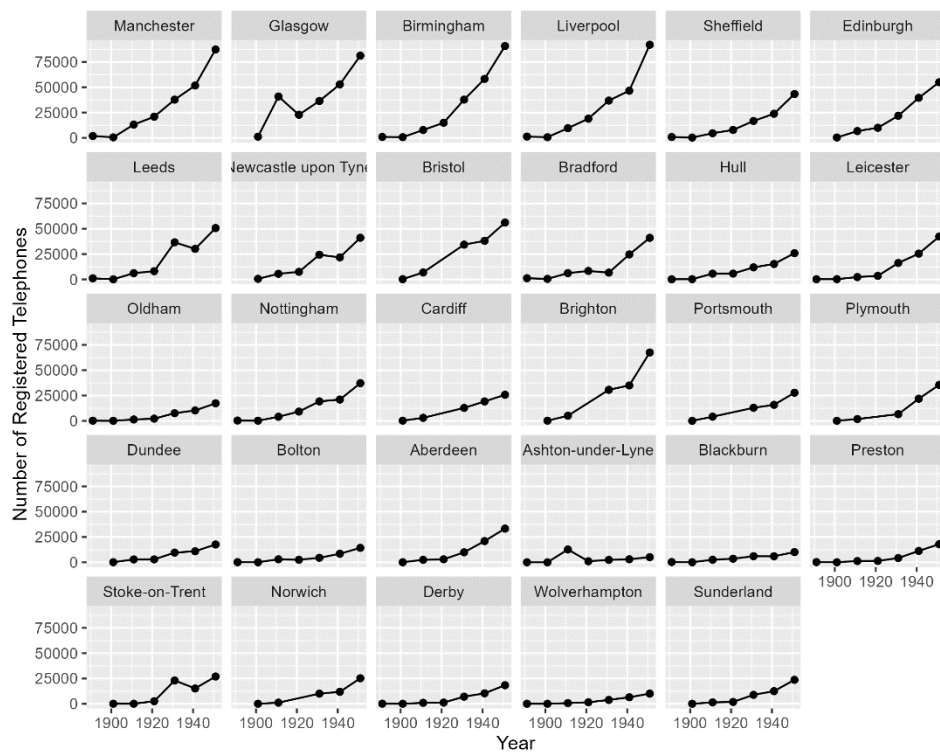 Manchester Glasgow Birmingham Liverpool Sheffield Edinburgh
75000
50000
25000
0
Leeds Newcastle upon Tyne Bristol Bradford Hull Leicester
75000
50000
25000
0
Oldham Nottingham Cardiff Brighton Portsmouth Plymouth
75000
50000
25000
0
Dundee Bolton Aberdeen Ashton-under-Lyne Blackburn Preston
75000
50000
25000
0
1900 1920 1940
Stoke-on-Trent Norwich Derby Wolverhampton Sunderland
75000
50000
25000
0
1900 1920 1940 1900 1920 1940 1900 1920 1940 1900 1920 1940 1900 1920 1940
Year
Number of Registered Telephones